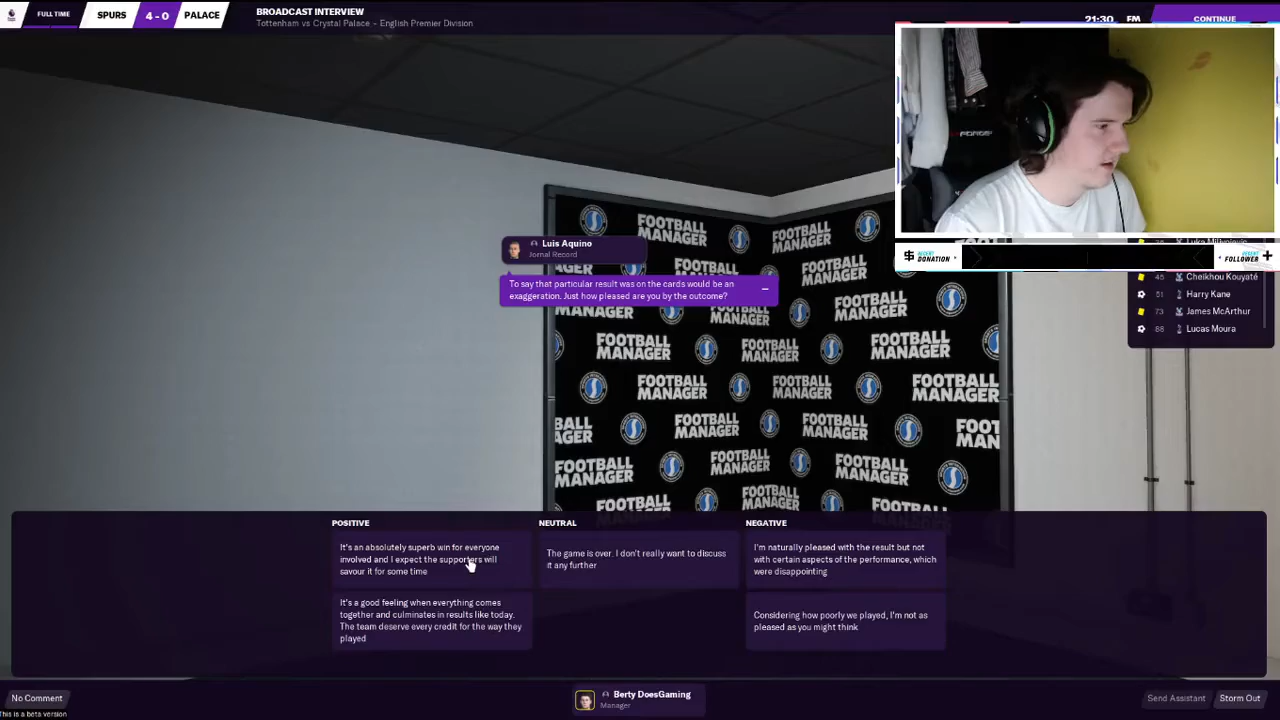 FULL TIME
SPURS
4 - 0
PALACE
BROADCAST INTERVIEW
Tottenham vs Crystal Palace - English Premier Division
21:30
FM
CONTINUE
FORCE
RECENT
DONATION
RECENT
FOLLOWER
Luka Milivojevic
45 Cheikhou Kouyaté
51 Harry Kane
73 James McArthur
88 Lucas Moura
Luis Aquino
Jornal Record
To say that particular result was on the cards would be an
exaggeration. Just how pleased are you by the outcome?
FOOTBALL
MANAGER
POSITIVE
NEUTRAL
NEGATIVE
It's an absolutely superb win for everyone
involved and I expect the supporters will
savour it for some time
The game is over. I don't really want to discuss
it any further
I'm naturally pleased with the result but not
with certain aspects of the performance, which
were disappointing
It's a good feeling when everything comes
together and culminates in results like today.
The team deserve every credit for the way they
played
Considering how poorly we played, I'm not as
pleased as you might think
No Comment
This is a beta version
Berty DoesGaming
Manager
Send Assistant
Storm Out